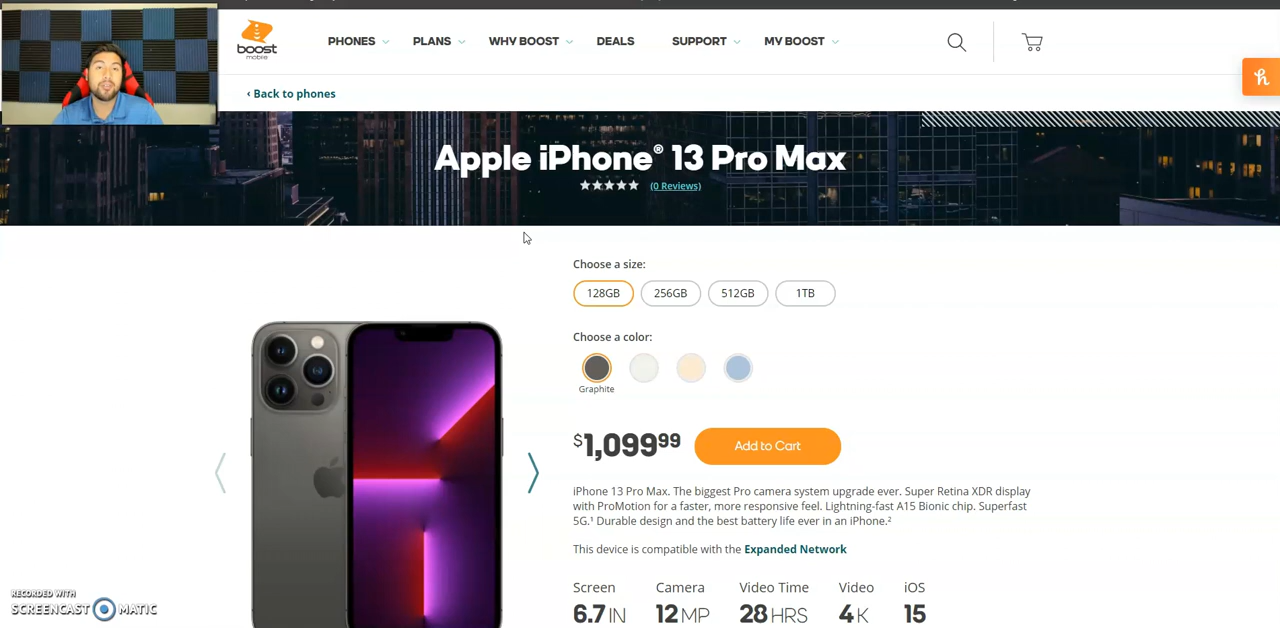 boost
mobile
PHONES
PLANS
WHY BOOST
DEALS
SUPPORT
MY BOOST
‹ Back to phones
Apple iPhone® 13 Pro Max
(0 Reviews)
Choose a size:
128GB
256GB
512GB
1TB
Choose a color:
Graphite
$1,099⁹⁹
Add to Cart
iPhone 13 Pro Max. The biggest Pro camera system upgrade ever. Super Retina XDR display
with ProMotion for a faster, more responsive feel. Lightning-fast A15 Bionic chip. Superfast
5G.¹ Durable design and the best battery life ever in an iPhone.²
This device is compatible with the Expanded Network
Screen Camera Video Time Video iOS
6.7 IN 12 MP 28 HRS 4 K 15
RECORDED WITH
SCREENCAST MATIC